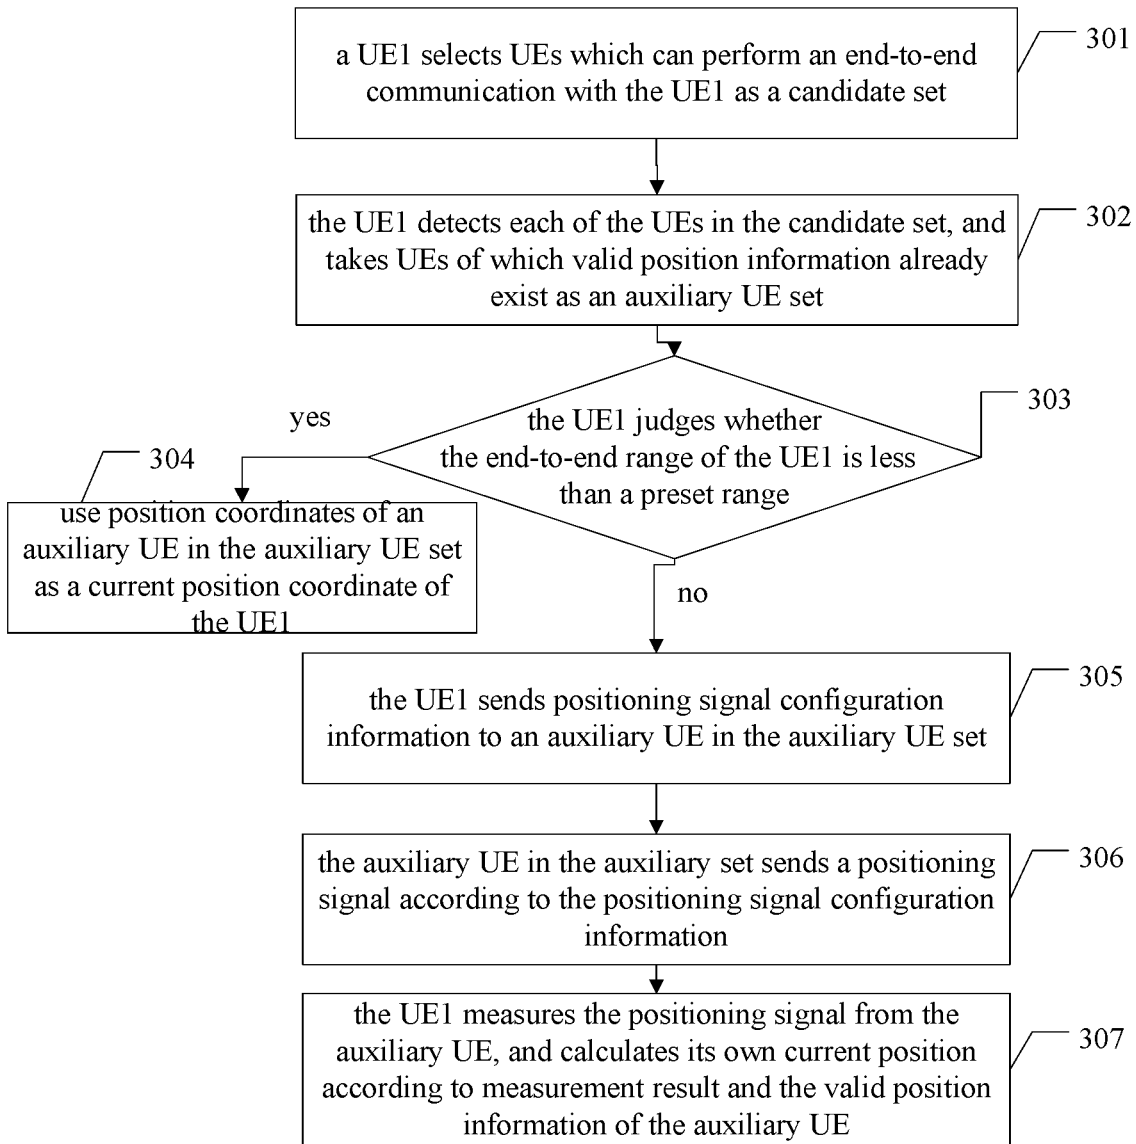 a UE1 selects UEs which can perform an end-to-end
communication with the UE1 as a candidate set
301
the UE1 detects each of the UEs in the candidate set, and
takes UEs of which valid position information already
exist as an auxiliary UE set
302
the UE1 judges whether
the end-to-end range of the UE1 is less
than a preset range
303
yes
304
use position coordinates of an
auxiliary UE in the auxiliary UE set
as a current position coordinate of
the UE1
no
the UE1 sends positioning signal configuration
information to an auxiliary UE in the auxiliary UE set
305
the auxiliary UE in the auxiliary set sends a positioning
signal according to the positioning signal configuration
information
306
the UE1 measures the positioning signal from the
auxiliary UE, and calculates its own current position
according to measurement result and the valid position
information of the auxiliary UE
307